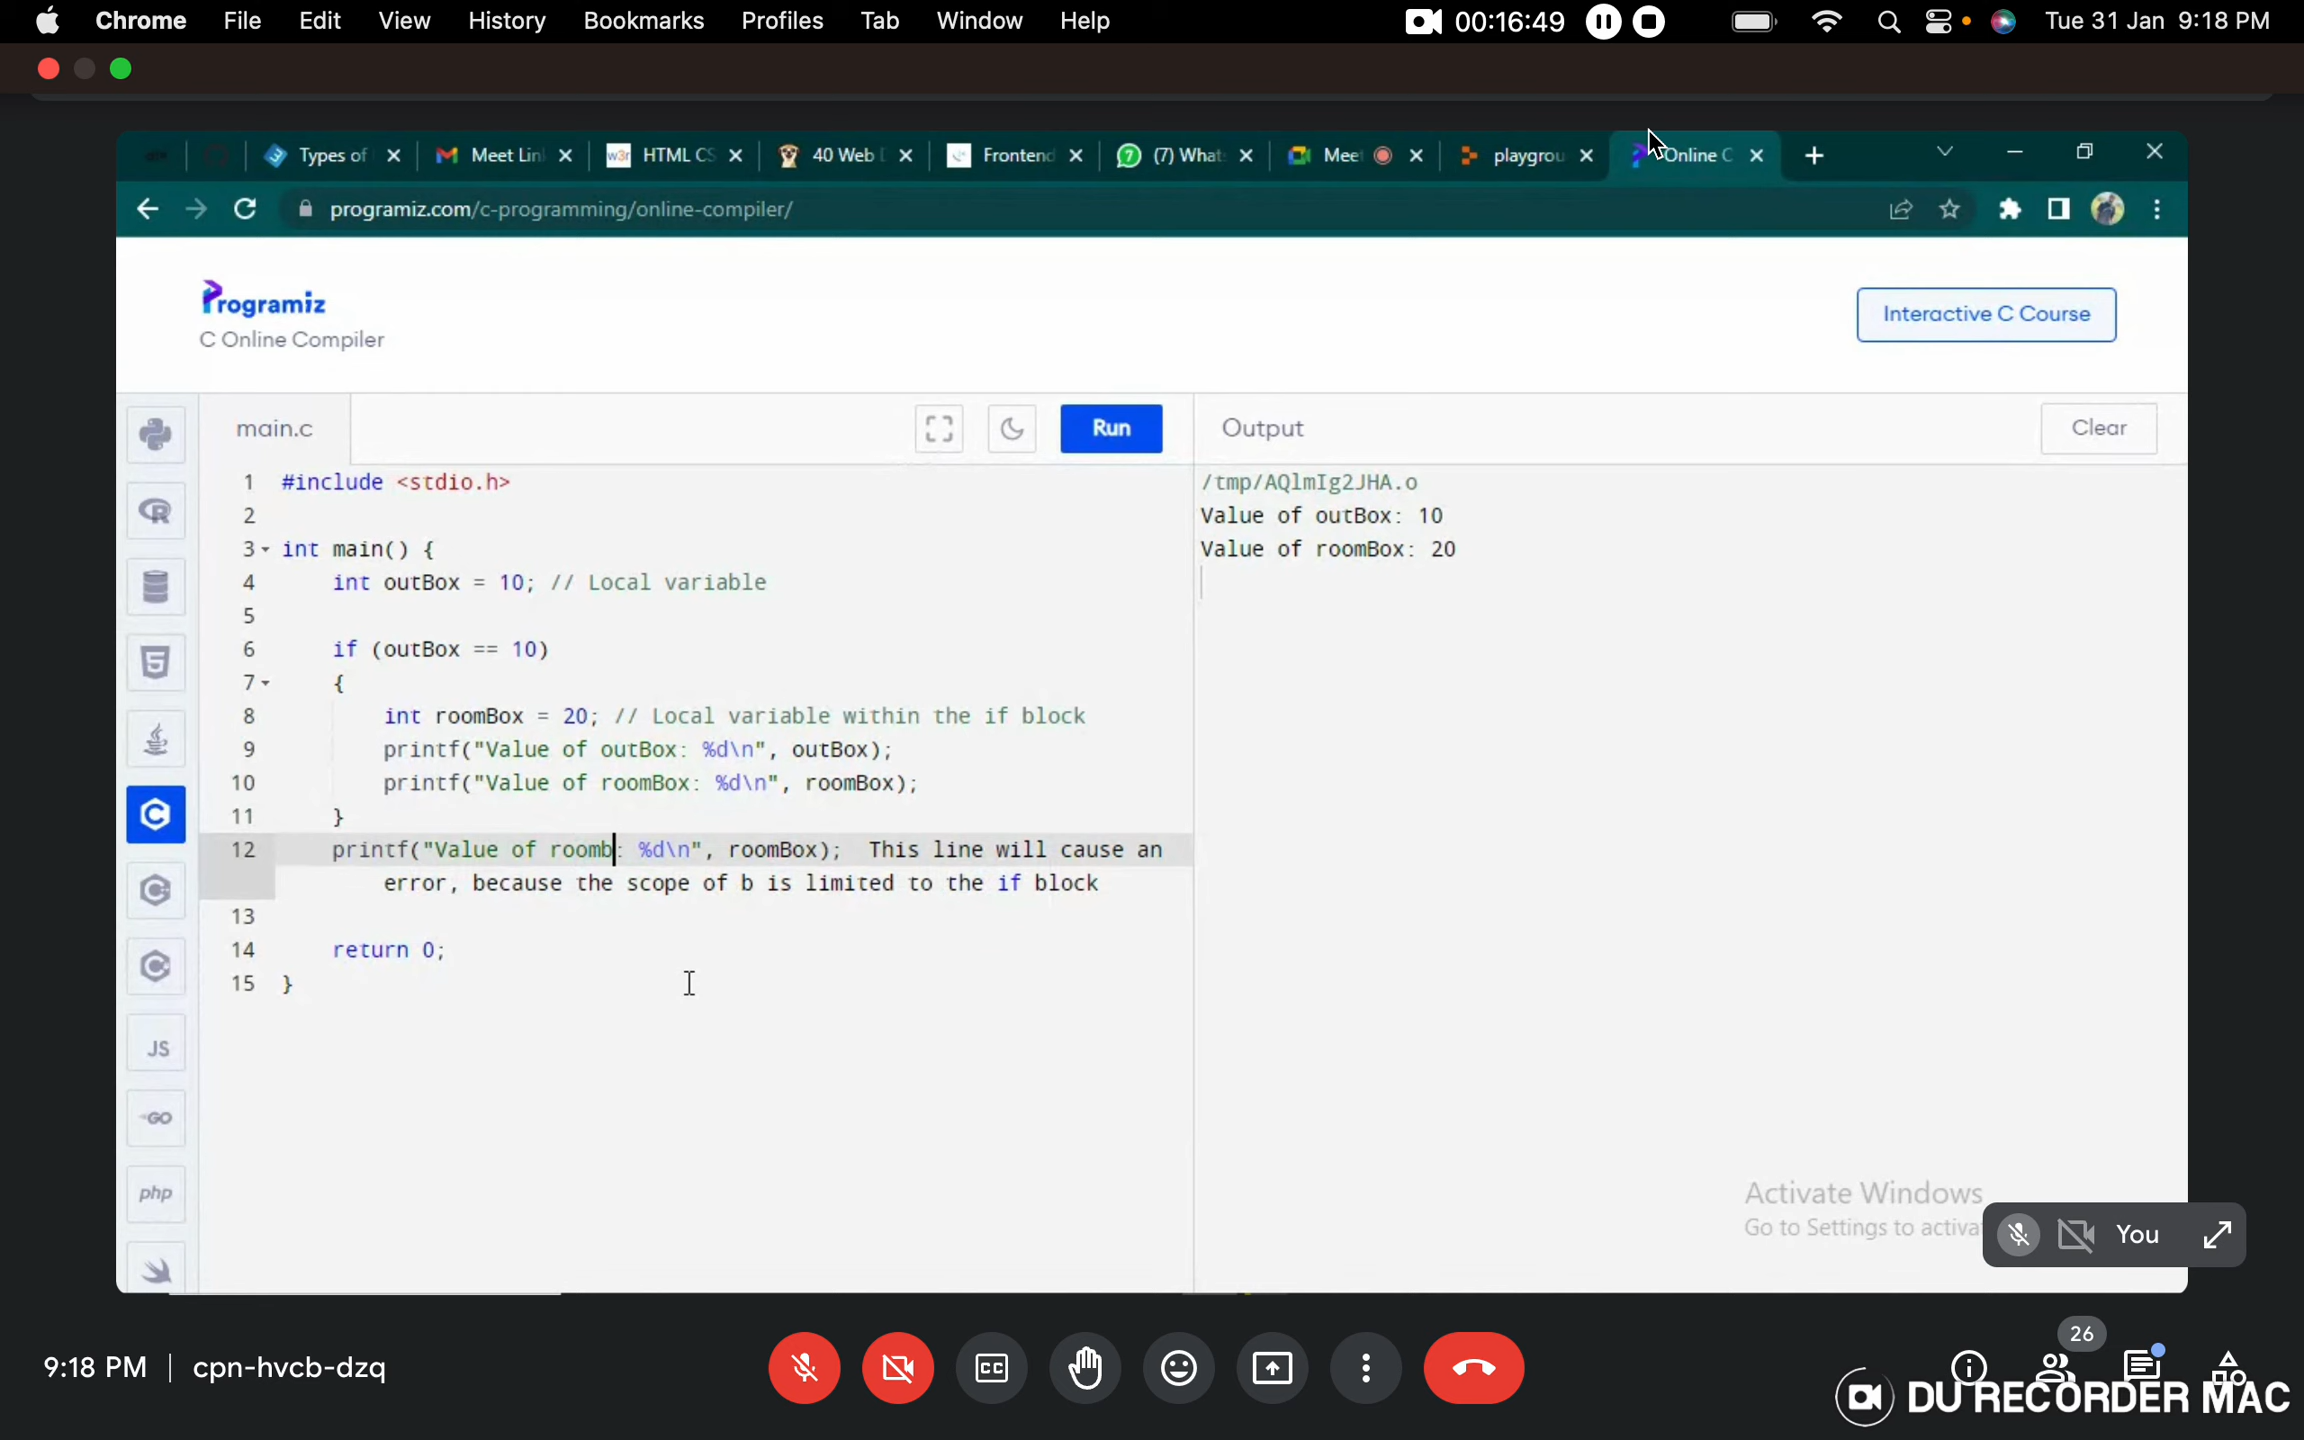 Chrome File Edit View History Bookmarks Profiles Tab Window Help 00:16:49 Tue 31 Jan 9:18 PM
Types of Meet Lin HTML CS 40 Web D Frontend (7) What Mee playgrou Online C
programiz.com/c-programming/online-compiler/
Programiz
C Online Compiler
Interactive C Course
main.c
Run
Output
Clear
1 #include <stdio.h>
2
3 int main() {
4 int outBox = 10; // Local variable
5
6 if (outBox == 10)
7 {
8 int roomBox = 20; // Local variable within the if block
9 printf("Value of outBox: %d\n", outBox);
10 printf("Value of roomBox: %d\n", roomBox);
11 }
12 printf("Value of roomb: %d\n", roomBox);  This line will cause an
error, because the scope of b is limited to the if block
13
14 return 0;
15 }
/tmp/AQlmIg2JHA.o
Value of outBox: 10
Value of roomBox: 20
JS
GO
php
Activate Windows
Go to Settings to activa
You
9:18 PM | cpn-hvcb-dzq
CC
26
DU RECORDER MAC